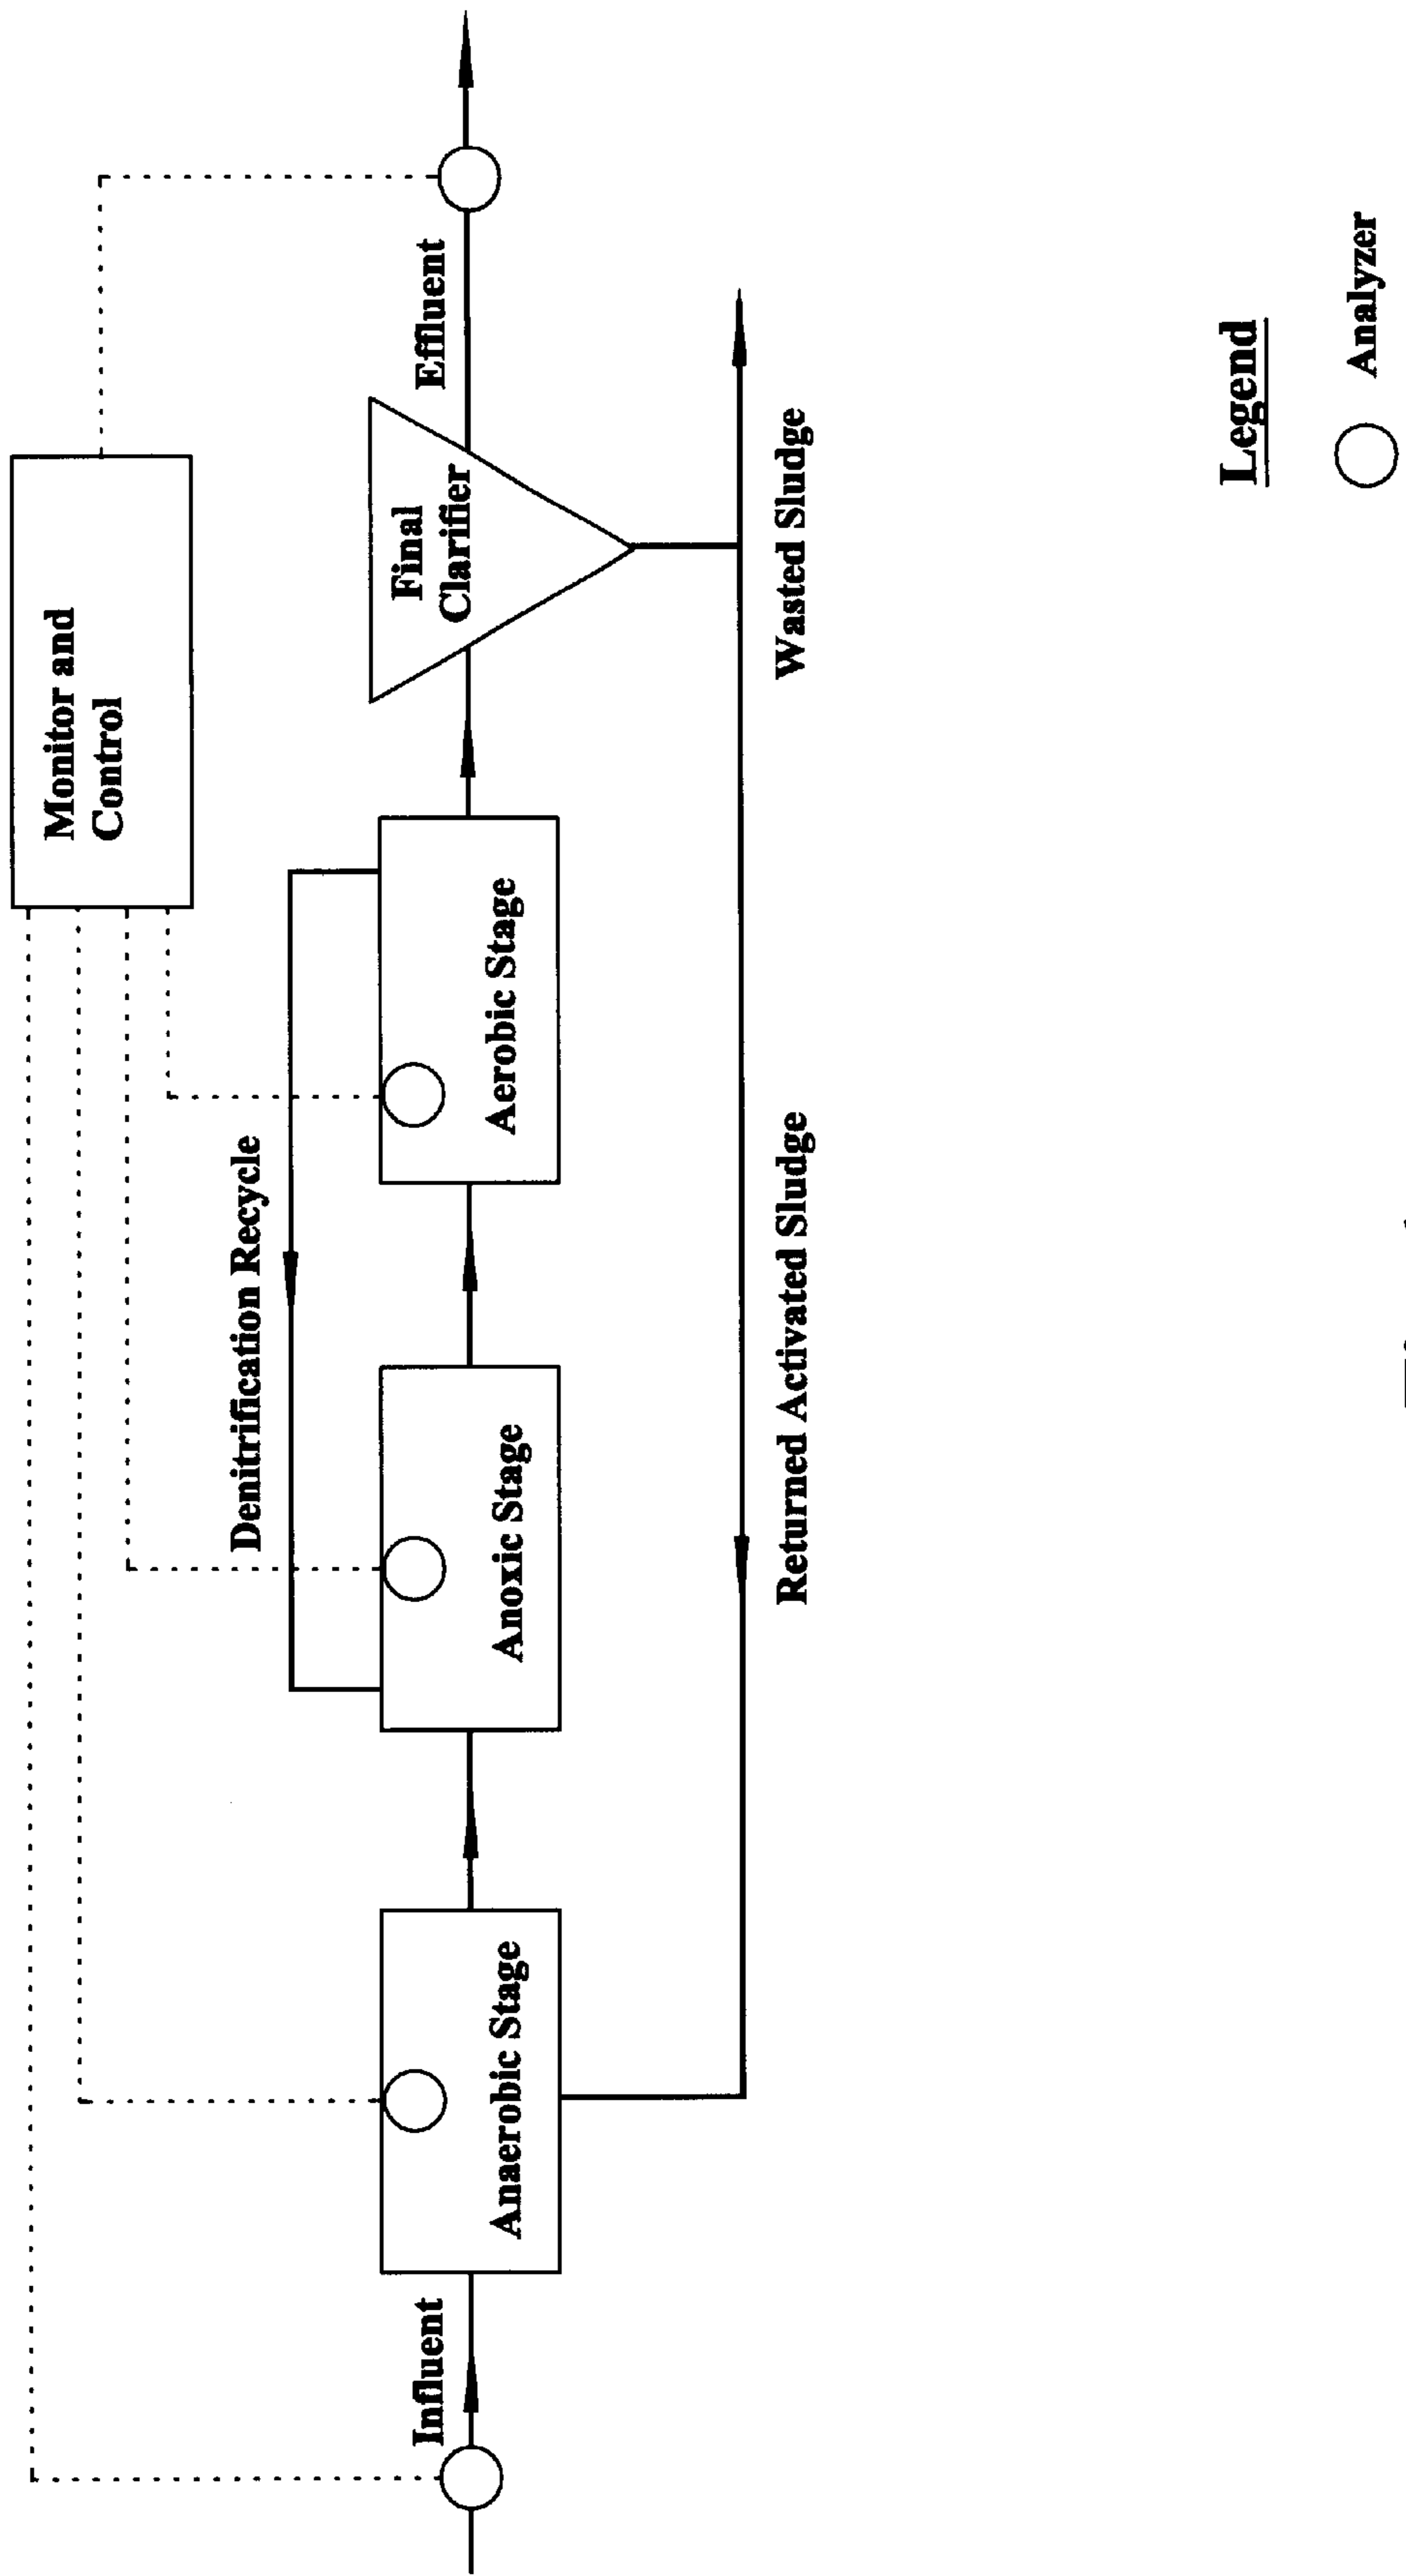 Monitor and
Control
Denitrification Recycle
Influent
Anaerobic Stage
Anoxic Stage
Aerobic Stage
Final
Clarifier
Effluent
Returned Activated Sludge
Wasted Sludge
Legend
Analyzer